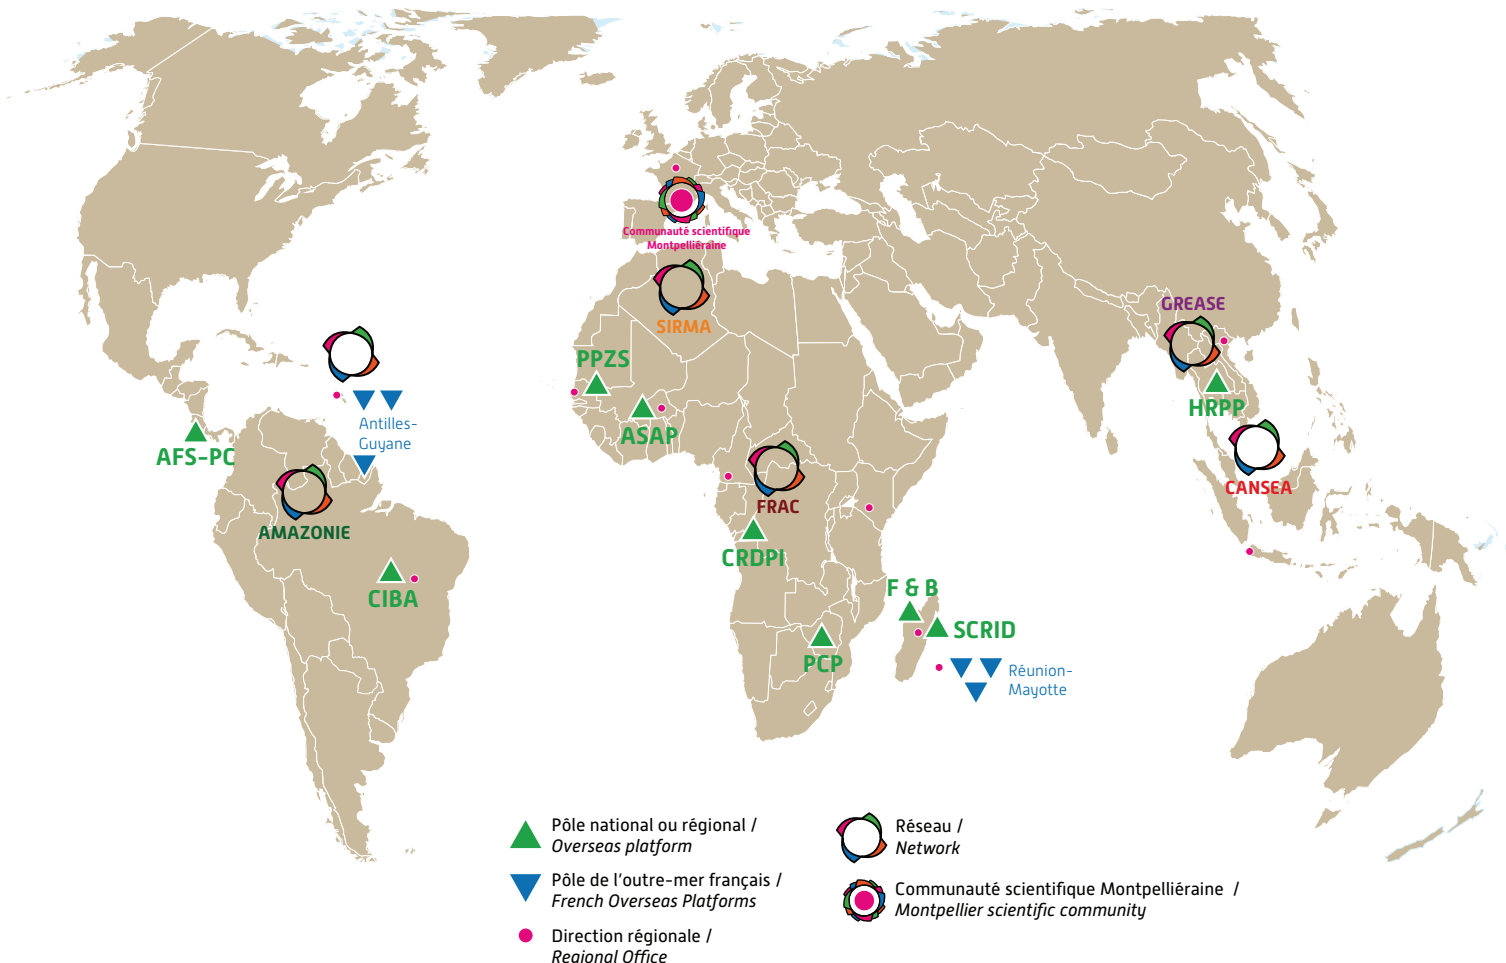 Communauté scientifique
Montpelliéraine
SIRMA
GREASE
PPZS
HRPP
Antilles-
Guyane
ASAP
AFS-PC
CANSEA
FRAC
AMAZONIE
CRDPI
CIBA
F & B
SCRID
PCP
Réunion-
Mayotte
Pôle national ou régional /
Overseas platform
Pôle de l'outre-mer français /
French Overseas Platforms
Direction régionale /
Regional Office
Réseau /
Network
Communauté scientifique Montpelliéraine /
Montpellier scientific community